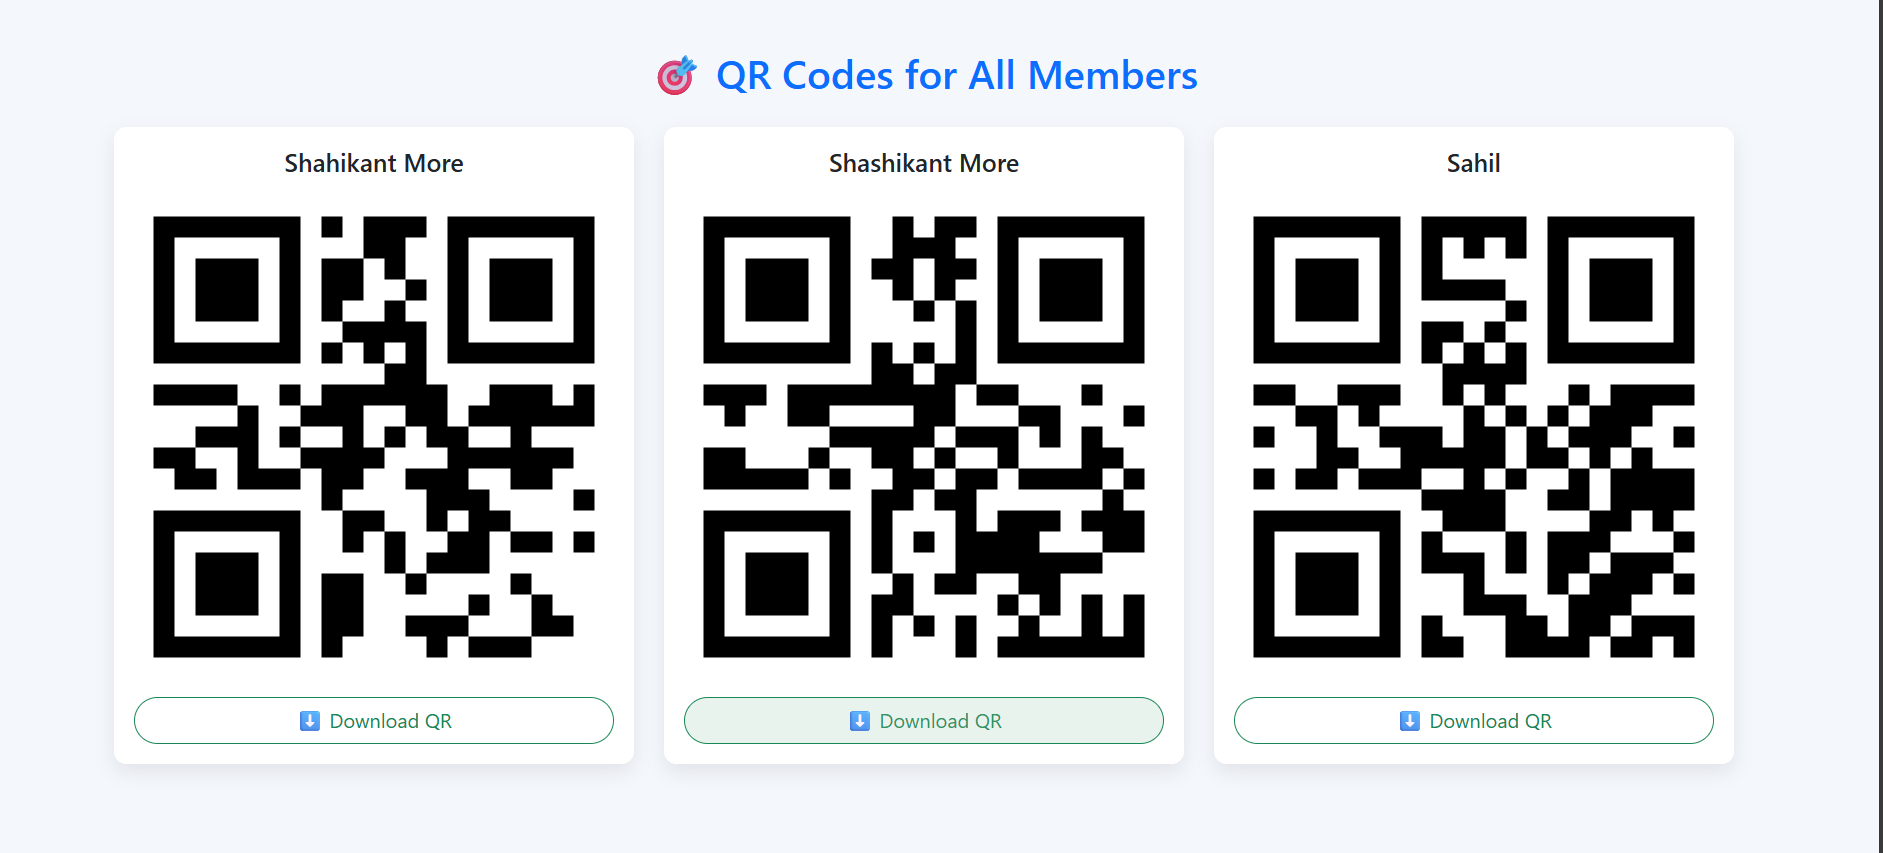 🎯 QR Codes for All Members
Shahikant More
Shashikant More
Sahil
⬇️ Download QR
⬇️ Download QR
⬇️ Download QR